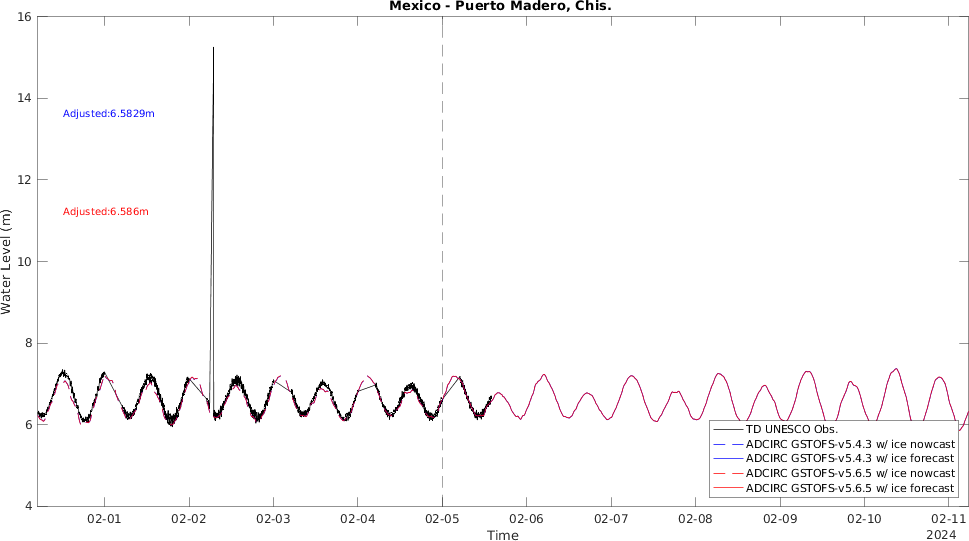 Mexico - Puerto Madero, Chis.
16
14
12
10
8
6
4
Water Level (m)
Adjusted:6.5829m
Adjusted:6.586m
TD UNESCO Obs.
ADCIRC GSTOFS-v5.4.3 w/ ice nowcast
ADCIRC GSTOFS-v5.4.3 w/ ice forecast
ADCIRC GSTOFS-v5.6.5 w/ ice nowcast
ADCIRC GSTOFS-v5.6.5 w/ ice forecast
02-01 02-02 02-03 02-04 02-05 02-06 02-07 02-08 02-09 02-10 02-11
2024
Time